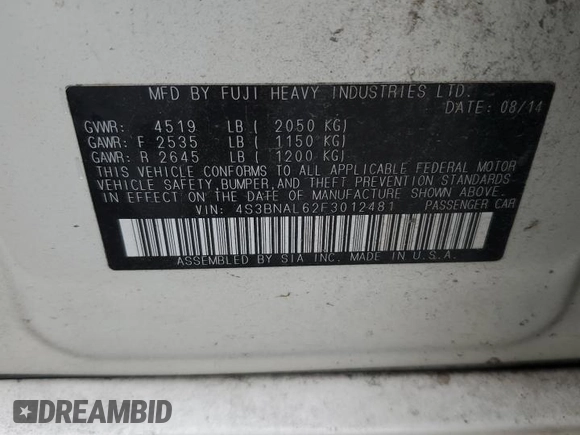 MFD BY FUJI HEAVY INDUSTRIES LTD.
DATE: 08/14
GVWR: 4519 LB ( 2050 KG)
GAWR: F 2535 LB ( 1150 KG)
GAWR: R 2645 LB ( 1200 KG)
THIS VEHICLE CONFORMS TO ALL APPLICABLE FEDERAL MOTOR
VEHICLE SAFETY,BUMPER,AND THEFT PREVENTION STANDARDS
IN EFFECT ON THE DATE OF MANUFACTURE SHOWN ABOVE.
VIN: 4S3BNAL62F3012481 PASSENGER CAR
ASSEMBLED BY SIA INC. MADE IN U.S.A.
DREAMBID